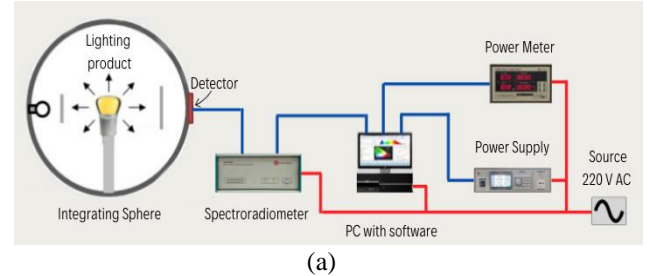 Lighting
product
Detector
Power Meter
Power Supply
Source
220 V AC
Integrating Sphere
Spectroradiometer
PC with software
(a)